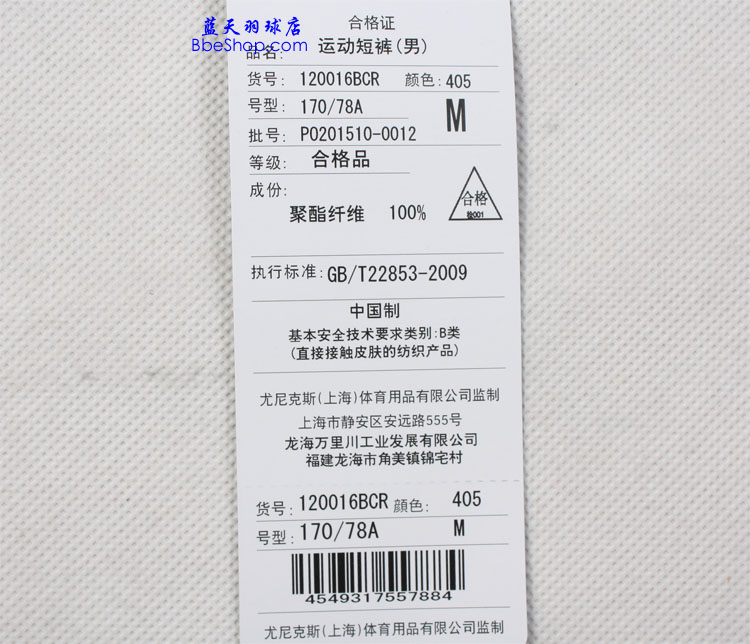 蓝天羽球店
BbeShop.com
合格证
品名: 运动短裤(男)
货号: 120016BCR 颜色: 405
号型: 170/78A M
批号: P0201510-0012
等级: 合格品
成份:
聚酯纤维 100%
合格
检001
执行标准: GB/T22853-2009
中国制
基本安全技术要求类别:B类
(直接接触皮肤的纺织产品)
尤尼克斯(上海)体育用品有限公司监制
上海市静安区安远路555号
龙海万里川工业发展有限公司
福建龙海市角美镇锦宅村
货号: 120016BCR 顔色: 405
号型: 170/78A M
4549317557884
尤尼克斯(上海)体育用品有限公司监制